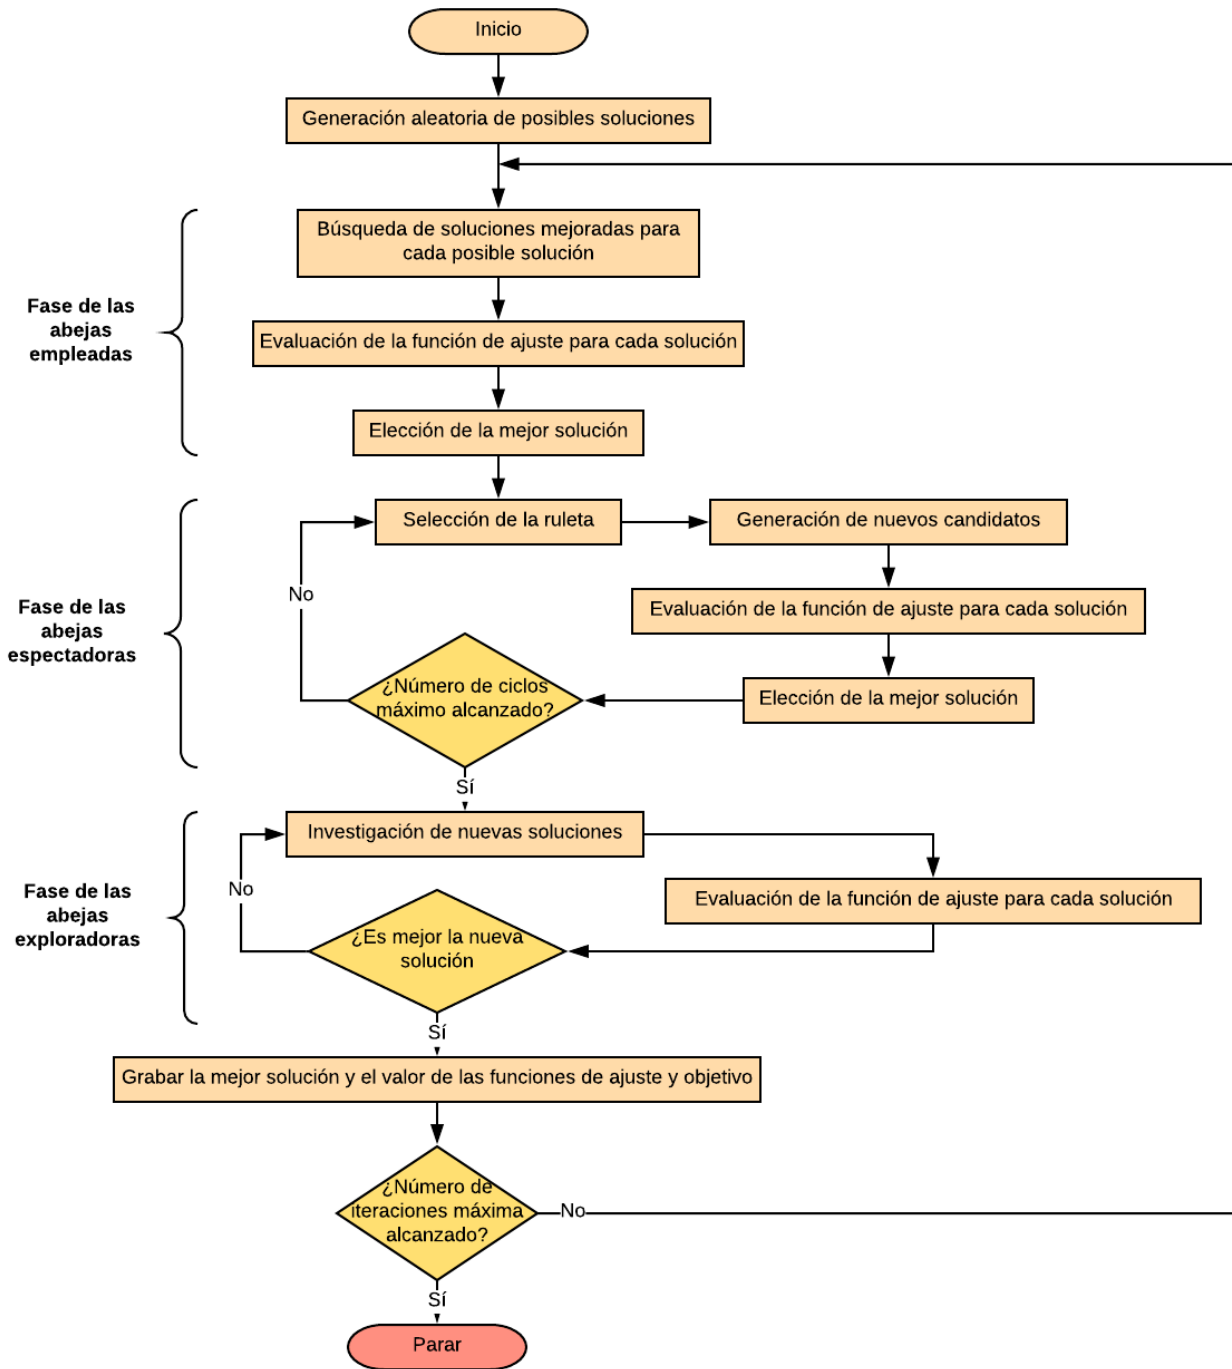 Inicio
Generación aleatoria de posibles soluciones
Búsqueda de soluciones mejoradas para
cada posible solución
Fase de las
abejas
empleadas
Evaluación de la función de ajuste para cada solución
Elección de la mejor solución
Selección de la ruleta
Generación de nuevos candidatos
No
Fase de las
abejas
espectadoras
Evaluación de la función de ajuste para cada solución
¿Número de ciclos
máximo alcanzado?
Elección de la mejor solución
Sí
Investigación de nuevas soluciones
No
Fase de las
abejas
exploradoras
Evaluación de la función de ajuste para cada solución
¿Es mejor la nueva
solución
Sí
Grabar la mejor solución y el valor de las funciones de ajuste y objetivo
¿Número de
iteraciones máxima
alcanzado?
No
Sí
Parar